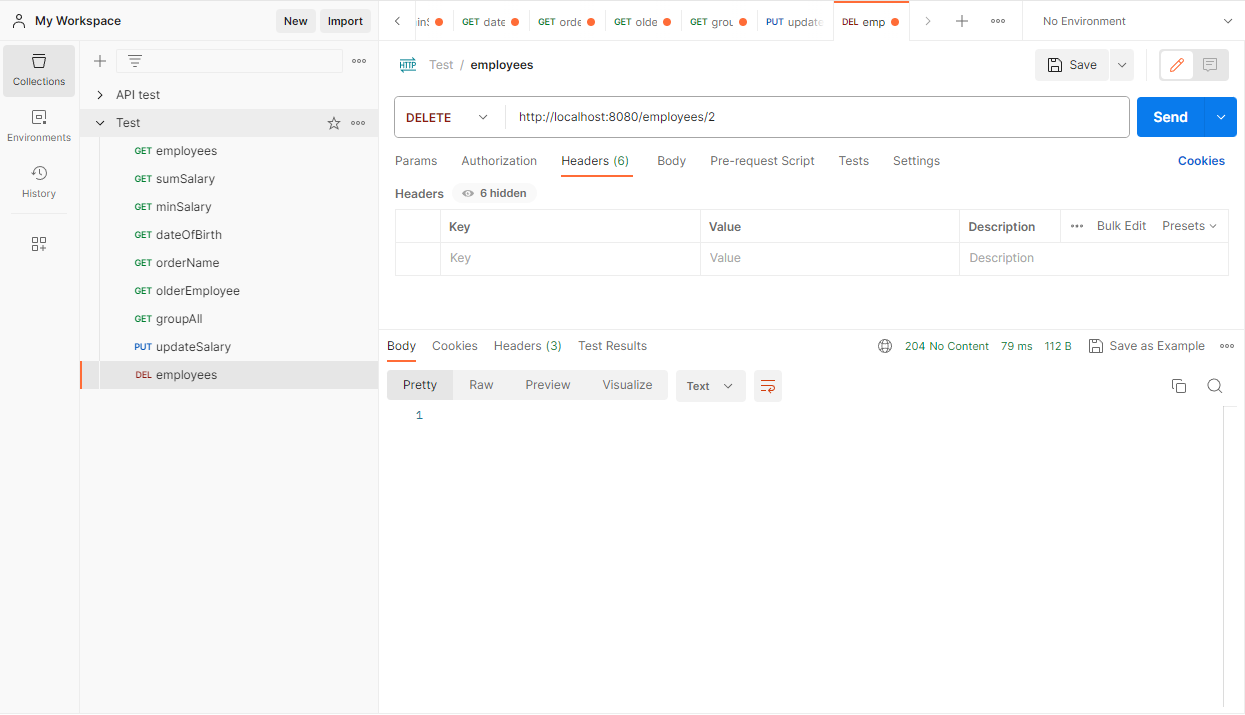 My Workspace
New
Import
GET date
GET orde
GET olde
GET grou
PUT update
DEL emp
No Environment
Collections
Environments
History
API test
Test
GET employees
GET sumSalary
GET minSalary
GET dateOfBirth
GET orderName
GET olderEmployee
GET groupAll
PUT updateSalary
DEL employees
HTTP Test / employees
Save
DELETE
http://localhost:8080/employees/2
Send
Params Authorization Headers (6) Body Pre-request Script Tests Settings
Cookies
Headers 6 hidden
Key Value Description
Bulk Edit Presets
Key Value Description
Body Cookies Headers (3) Test Results
204 No Content 79 ms 112 B Save as Example
Pretty Raw Preview Visualize Text
1